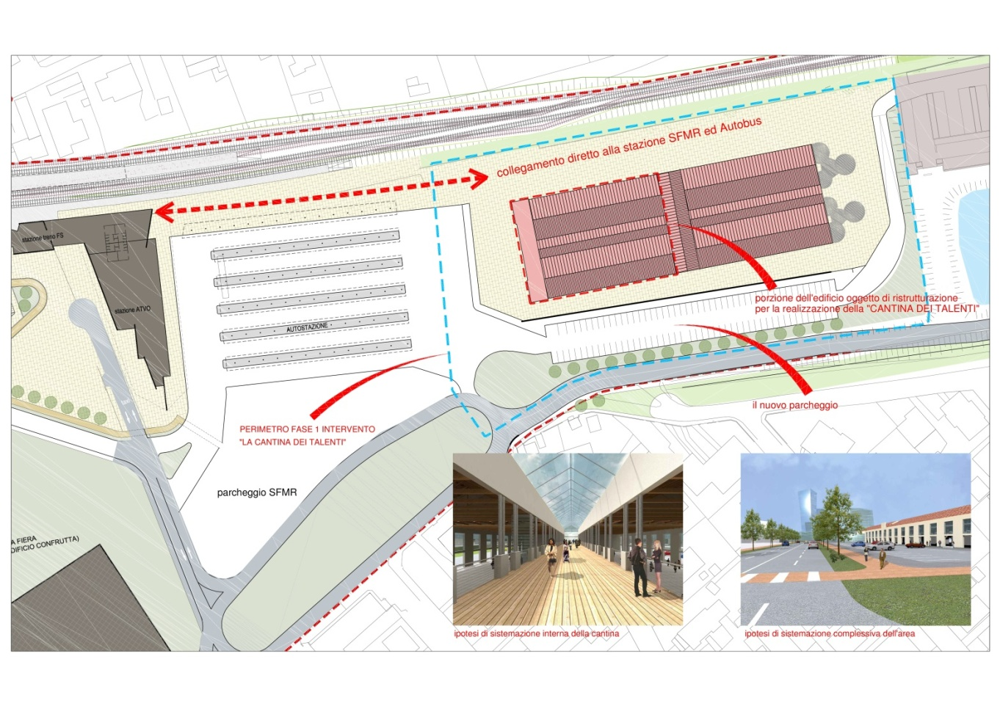 collegamento diretto alla stazione SFMR ed Autobus
stazione treno FS
stazione ATVO
AUTOSTAZIONE
porzione dell'edificio oggetto di ristrutturazione
per la realizzazione della "CANTINA DEI TALENTI"
il nuovo parcheggio
PERIMETRO FASE 1 INTERVENTO
"LA CANTINA DEI TALENTI"
parcheggio SFMR
A FIERA
DIFICIO CONFRUTTA)
ipotesi di sistemazione interna della cantina
ipotesi di sistemazione complessiva dell'area